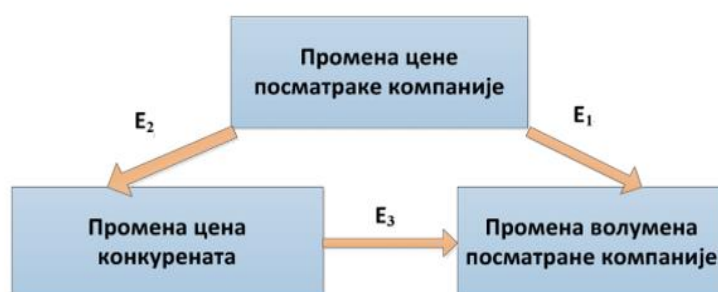 Промена цене
посматраке компаније
E₂
E₁
Промена цена
конкурената
E₃
Промена волумена
посматране компаније